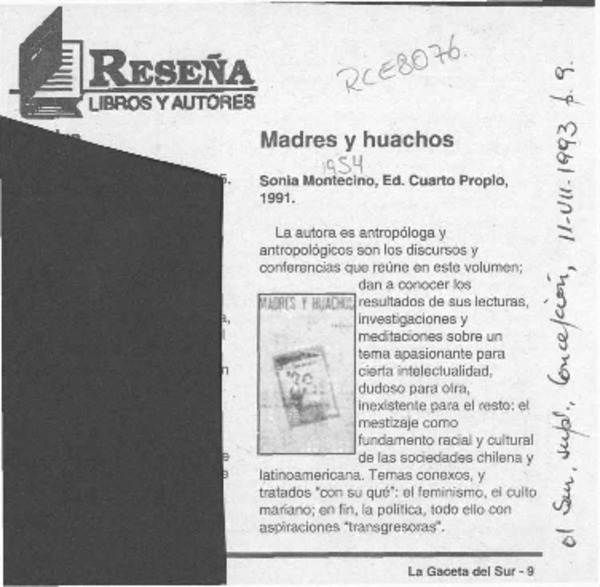 RESEÑA
LIBROS Y AUTORES
RCE8076.
Madres y huachos
1954
Sonia Montecino, Ed. Cuarto Propio,
1991.
La autora es antropóloga y
antropológicos son los discursos y
conferencias que reúne en este volumen;
dan a conocer los
resultados de sus lecturas,
investigaciones y
meditaciones sobre un
tema apasionante para
cierta intelectualidad,
dudoso para otra,
inexistente para el resto: el
mestizaje como
fundamento racial y cultural
de las sociedades chilena y
latinoamericana. Temas conexos, y
tratados "con su qué": el feminismo, el culto
mariano; en fin, la política, todo ello con
aspiraciones "transgresoras".
MADRES Y HUACHOS
La Gaceta del Sur - 9
el Sur, supl., Concepción, 11-VII-1993 p. 9.